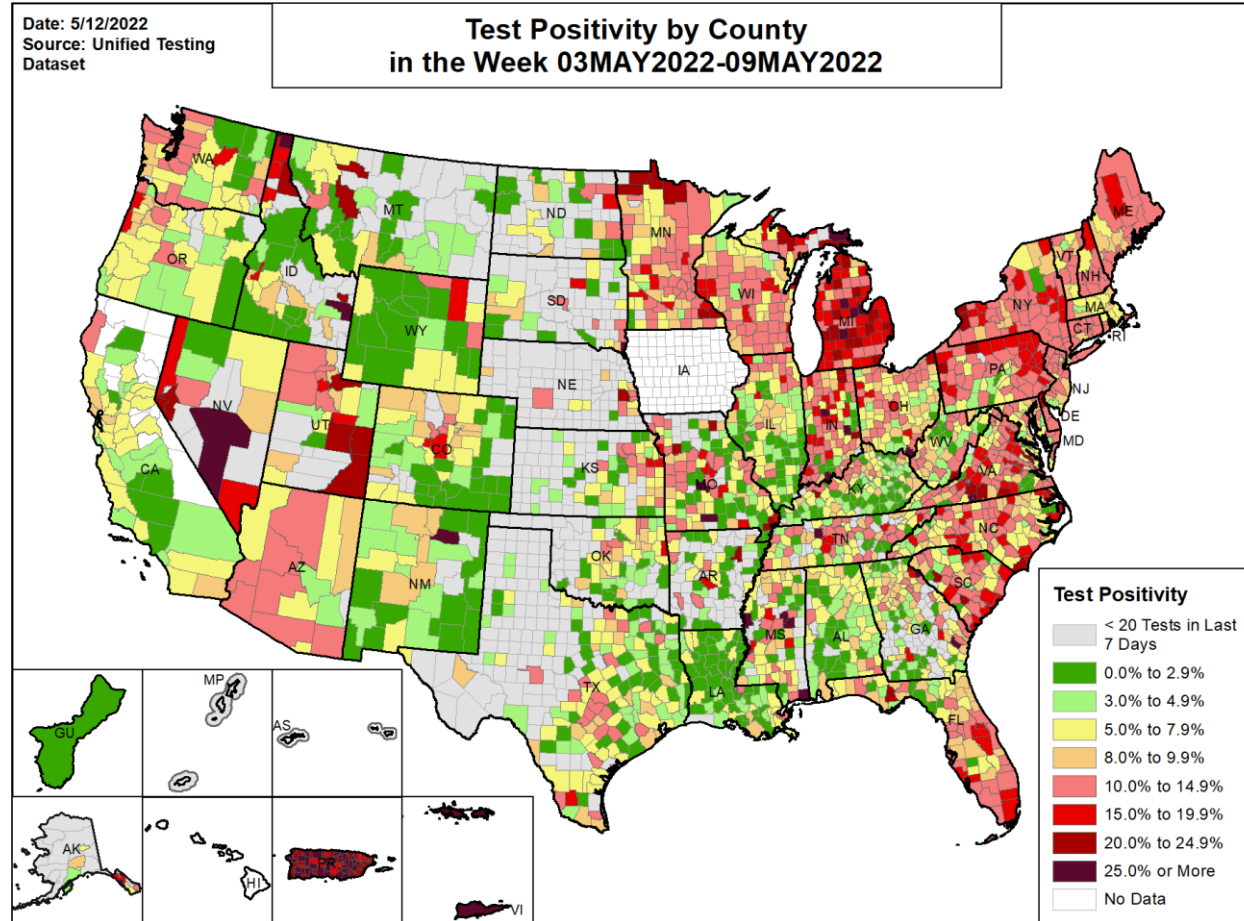 Date: 5/12/2022
Source: Unified Testing
Dataset
Test Positivity by County
in the Week 03MAY2022-09MAY2022
WA
MT
ND
MN
ME
OR
ID
SD
WI
MI
VT
NH
NY
MA
CT
RI
WY
NE
IA
PA
NJ
NV
UT
CO
IL
IN
OH
DE
MD
WV
CA
KS
MO
KY
VA
AZ
NM
OK
AR
TN
NC
SC
MS
AL
GA
TX
LA
FL
Test Positivity
< 20 Tests in Last
7 Days
0.0% to 2.9%
3.0% to 4.9%
5.0% to 7.9%
8.0% to 9.9%
10.0% to 14.9%
15.0% to 19.9%
20.0% to 24.9%
25.0% or More
No Data
GU
MP
AS
AK
HI
PR
VI